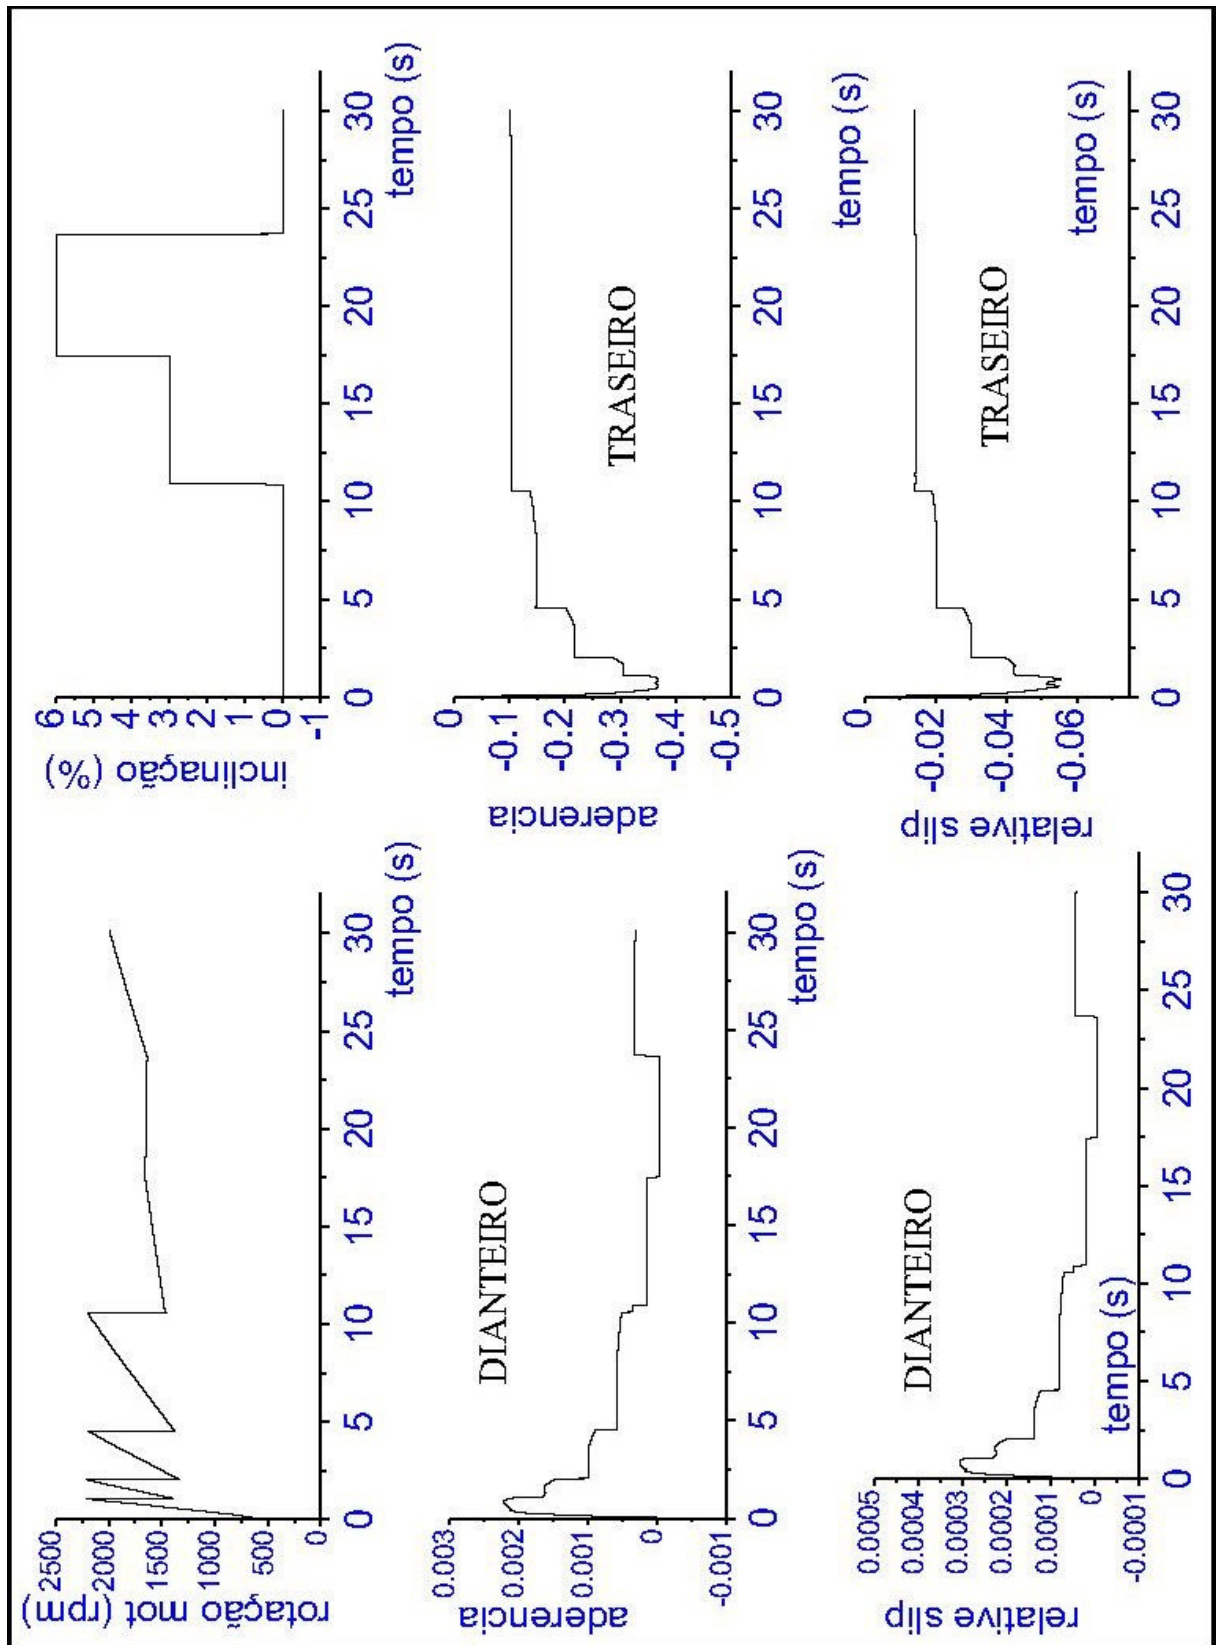 rotação mot (rpm)
2500
2000
1500
1000
500
0
0 5 10 15 20 25 30
tempo (s)
inclinação (%)
6
5
4
3
2
1
0
-1
0 5 10 15 20 25 30
tempo (s)
aderencia
0.003
0.002
0.001
0
-0.001
DIANTEIRO
0 5 10 15 20 25 30
tempo (s)
aderencia
0
-0.1
-0.2
-0.3
-0.4
-0.5
TRASEIRO
0 5 10 15 20 25 30
tempo (s)
relative slip
0.0005
0.0004
0.0003
0.0002
0.0001
0
-0.0001
DIANTEIRO
tempo (s)
0 5 10 15 20 25 30
relative slip
0
-0.02
-0.04
-0.06
TRASEIRO
tempo (s)
0 5 10 15 20 25 30